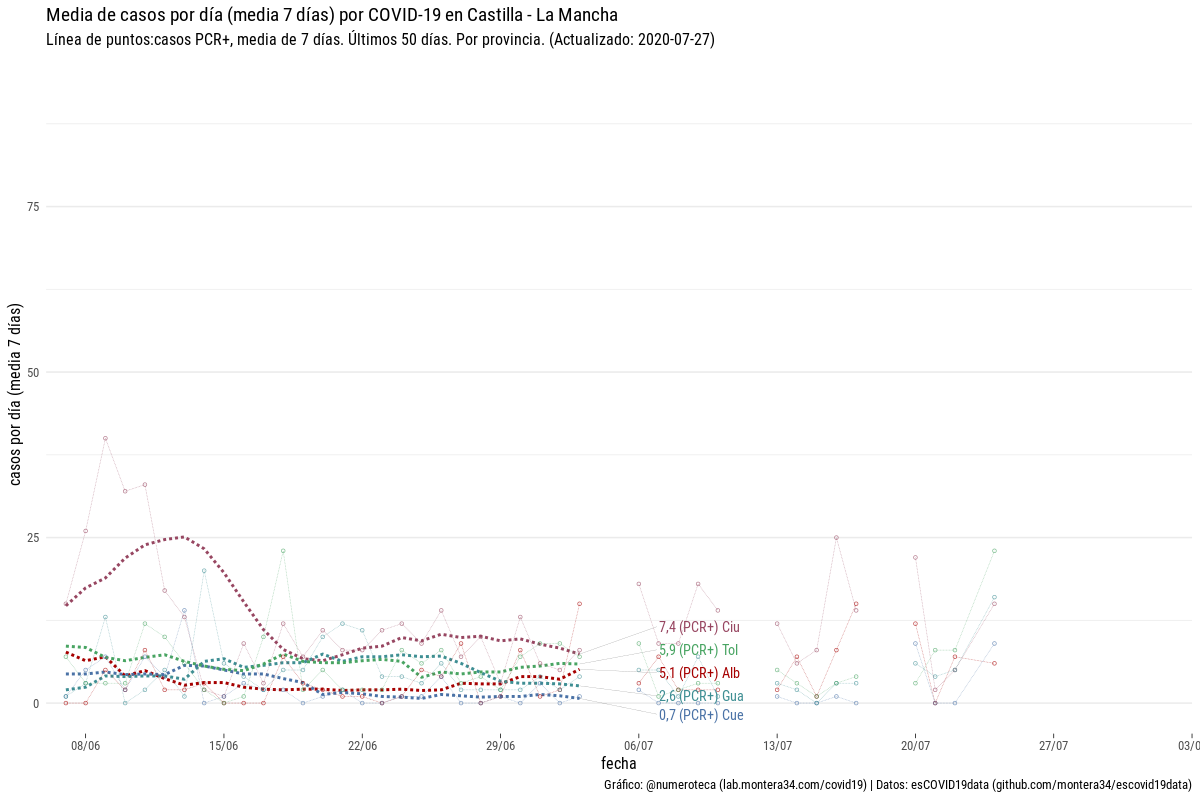 Media de casos por día (media 7 días) por COVID-19 en Castilla - La Mancha
Línea de puntos:casos PCR+, media de 7 días. Últimos 50 días. Por provincia. (Actualizado: 2020-07-27)
casos por día (media 7 días)
75
50
25
0
7,4 (PCR+) Ciu
5,9 (PCR+) Tol
5,1 (PCR+) Alb
2,6 (PCR+) Gua
0,7 (PCR+) Cue
08/06
15/06
22/06
29/06
06/07
13/07
20/07
27/07
03/0
fecha
Gráfico: @numeroteca (lab.montera34.com/covid19) | Datos: esCOVID19data (github.com/montera34/escovid19data)